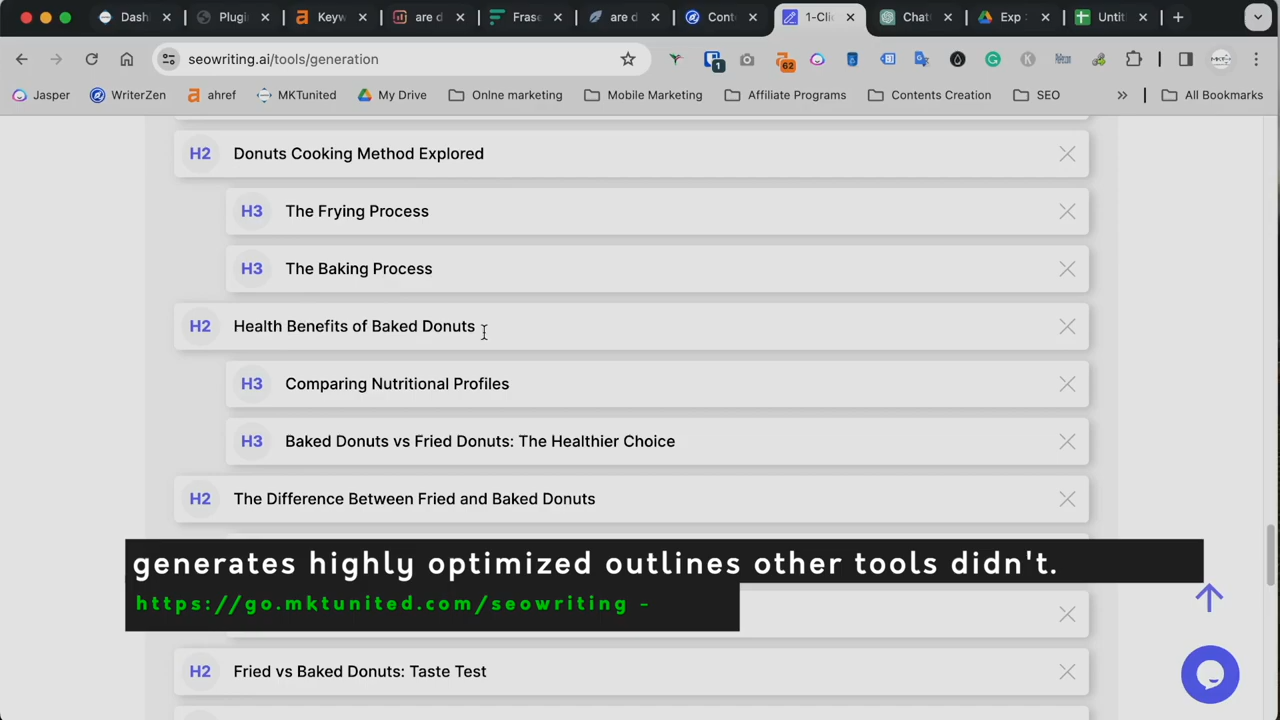 Dash
Plugin
Keyw
are d
Frase
are d
Cont
1-Clic
Chat
Exp
Untit
seowriting.ai/tools/generation
1
62
Jasper
WriterZen
ahref
MKTunited
My Drive
Onlne marketing
Mobile Marketing
Affiliate Programs
Contents Creation
SEO
All Bookmarks
H2 Donuts Cooking Method Explored
H3 The Frying Process
H3 The Baking Process
H2 Health Benefits of Baked Donuts
H3 Comparing Nutritional Profiles
H3 Baked Donuts vs Fried Donuts: The Healthier Choice
H2 The Difference Between Fried and Baked Donuts
generates highly optimized outlines other tools didn't.
https://go.mktunited.com/seowriting -
H2 Fried vs Baked Donuts: Taste Test